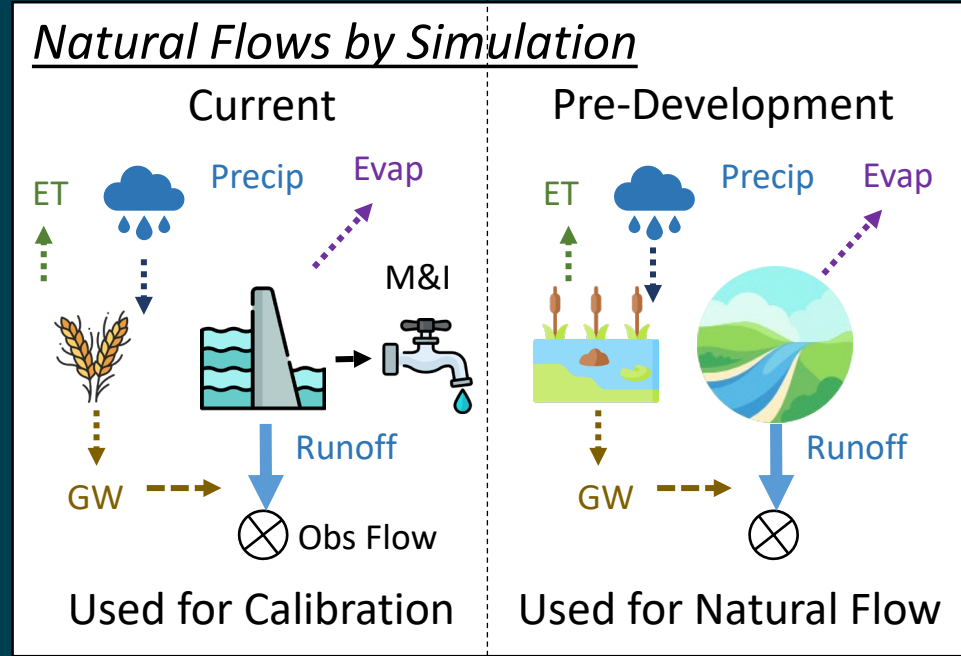 Natural Flows by Simulation
Current
ET
Precip
Evap
M&I
Runoff
GW
Obs Flow
Used for Calibration
Pre-Development
ET
Precip
Evap
Runoff
GW
Used for Natural Flow